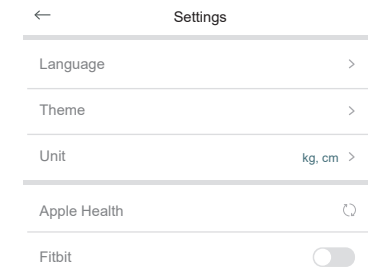 Settings
Language
Theme
Unit kg, cm
Apple Health
Fitbit